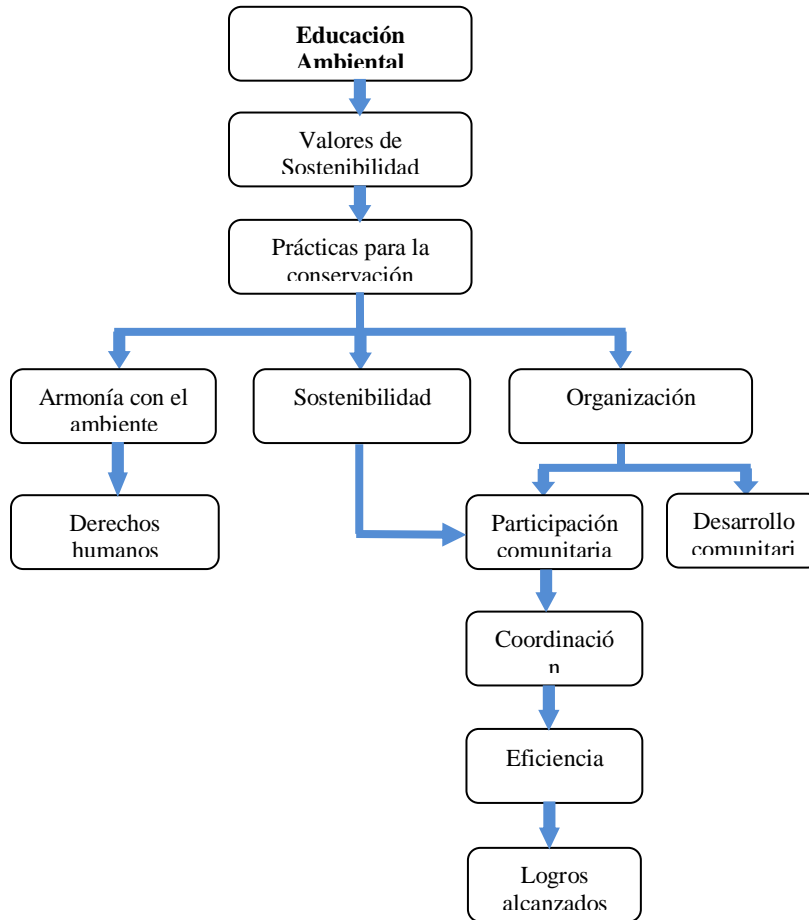 Educación
Ambiental
Valores de
Sostenibilidad
Prácticas para la
conservación
Armonía con el
ambiente
Sostenibilidad
Organización
Derechos
humanos
Participación
comunitaria
Desarrollo
comunitari
Coordinació
n
Eficiencia
Logros
alcanzados